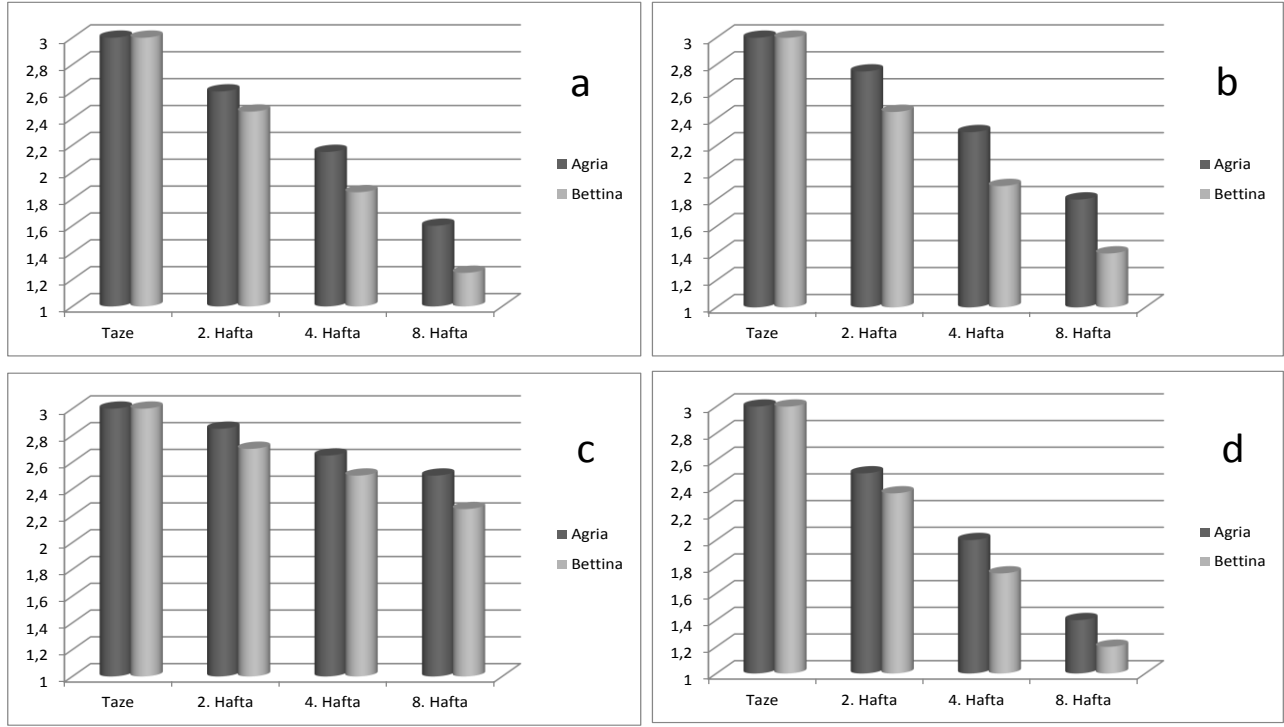 a
3
2,8
2,6
2,4
2,2
2
1,8
1,6
1,4
1,2
1
Taze 2. Hafta 4. Hafta 8. Hafta
Agria
Bettina
b
3
2,8
2,6
2,4
2,2
2
1,8
1,6
1,4
1,2
1
Taze 2. Hafta 4. Hafta 8. Hafta
Agria
Bettina
c
3
2,8
2,6
2,4
2,2
2
1,8
1,6
1,4
1,2
1
Taze 2. Hafta 4. Hafta 8. Hafta
Agria
Bettina
d
3
2,8
2,6
2,4
2,2
2
1,8
1,6
1,4
1,2
1
Taze 2. Hafta 4. Hafta 8. Hafta
Agria
Bettina